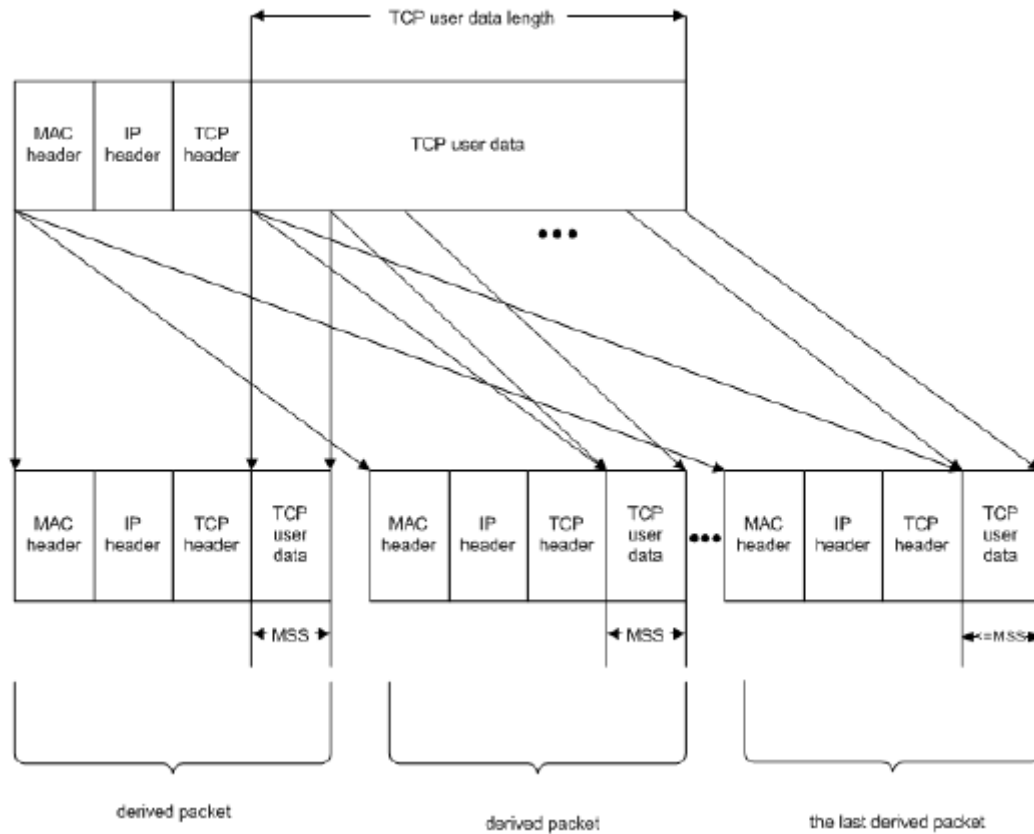 TCP user data length
MAC
header
IP
header
TCP
header
TCP user data
MAC
header
IP
header
TCP
header
TCP
user
data
MAC
header
IP
header
TCP
header
TCP
user
data
MAC
header
IP
header
TCP
header
TCP
user
data
MSS
MSS
<=MSS
derived packet
derived packet
the last derived packet